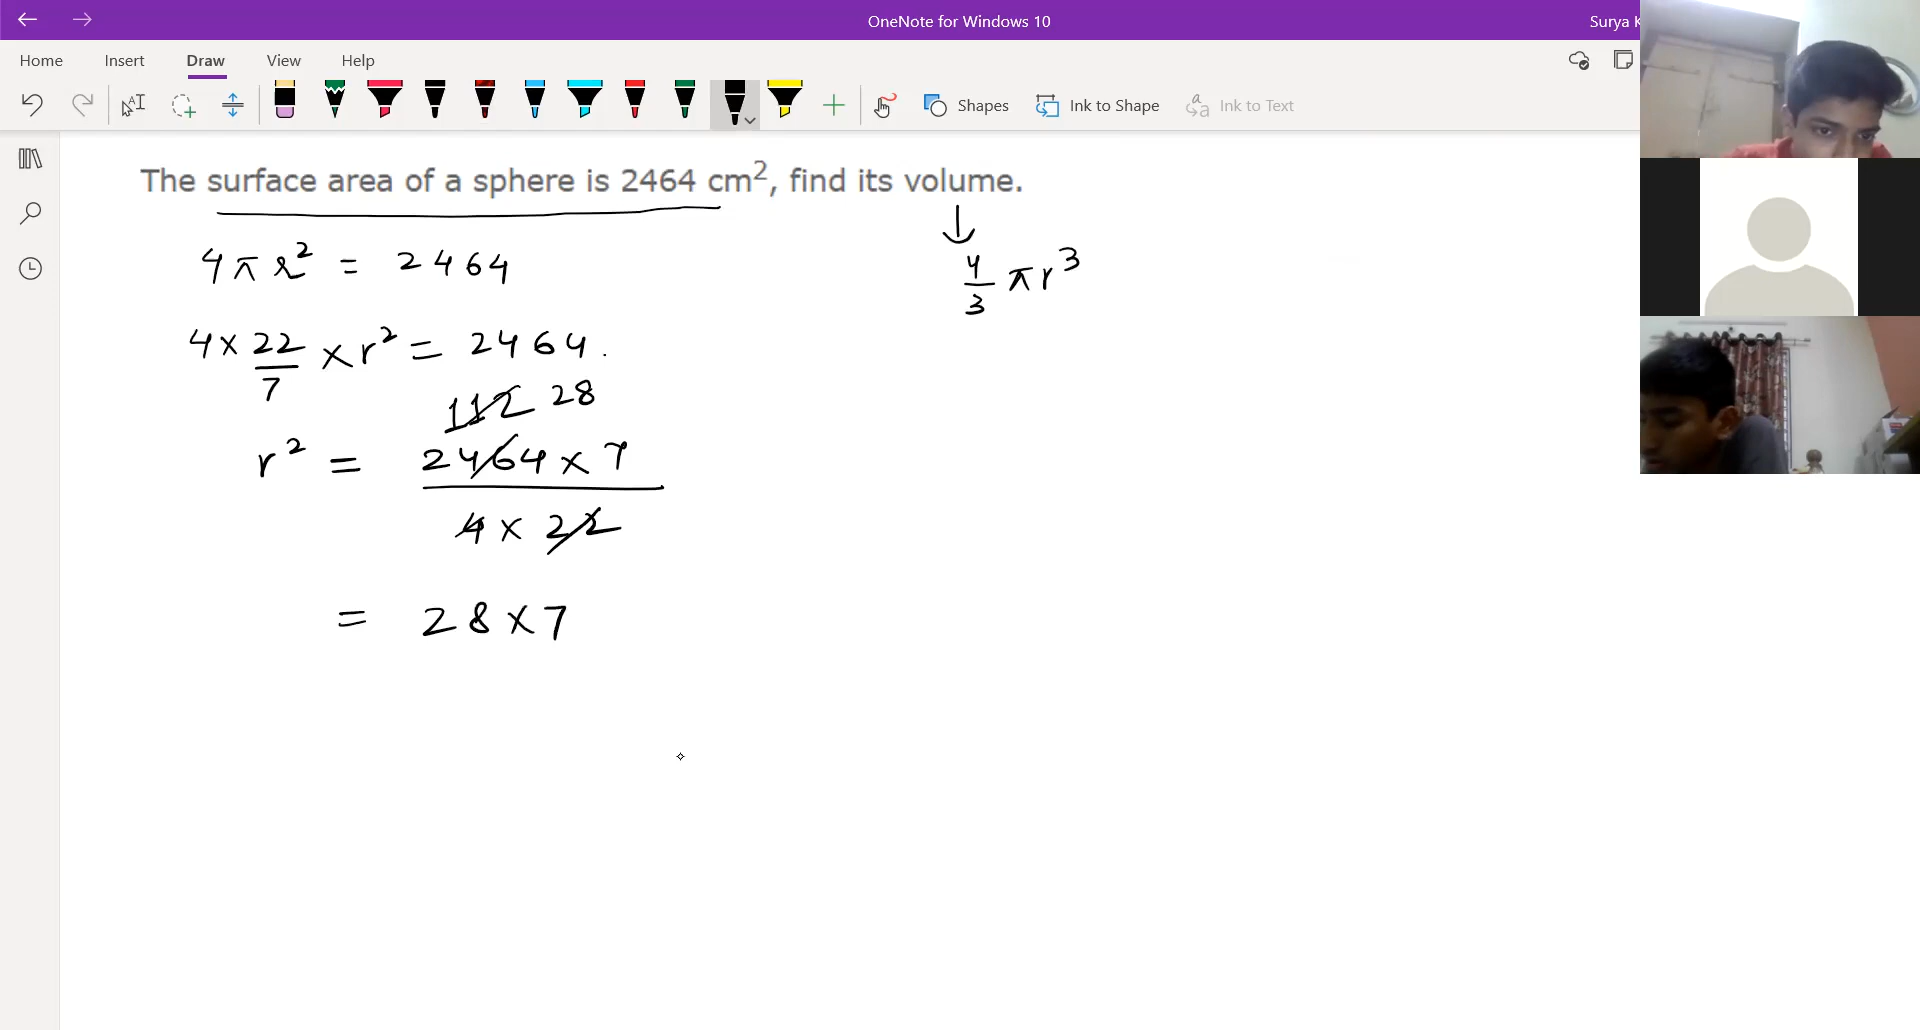 OneNote for Windows 10
Surya K
Home Insert Draw View Help
Shapes Ink to Shape Ink to Text
The surface area of a sphere is 2464 cm², find its volume.
4πr² = 2464
4/3 πr³
4 × 22/7 × r² = 2464.
112 28
r² = 2464 × 7
4 × 22
= 28 × 7